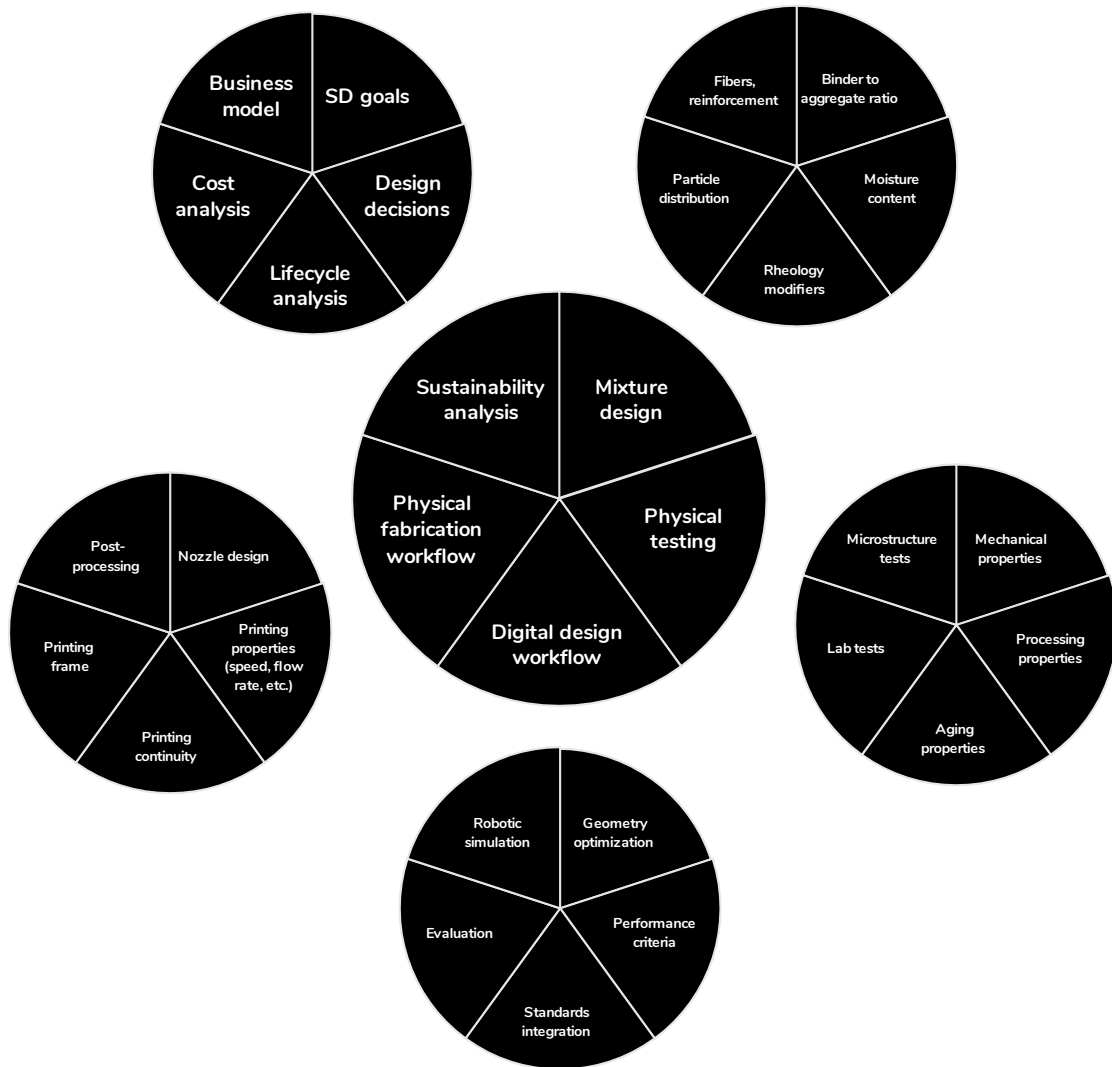 Business
model
SD goals
Cost
analysis
Design
decisions
Lifecycle
analysis
Fibers,
reinforcement
Binder to
aggregate ratio
Particle
distribution
Moisture
content
Rheology
modifiers
Sustainability
analysis
Mixture
design
Physical
fabrication
workflow
Physical
testing
Digital design
workflow
Post-
processing
Nozzle design
Printing
frame
Printing
properties
(speed, flow
rate, etc.)
Printing
continuity
Microstructure
tests
Mechanical
properties
Lab tests
Processing
properties
Aging
properties
Robotic
simulation
Geometry
optimization
Evaluation
Performance
criteria
Standards
integration